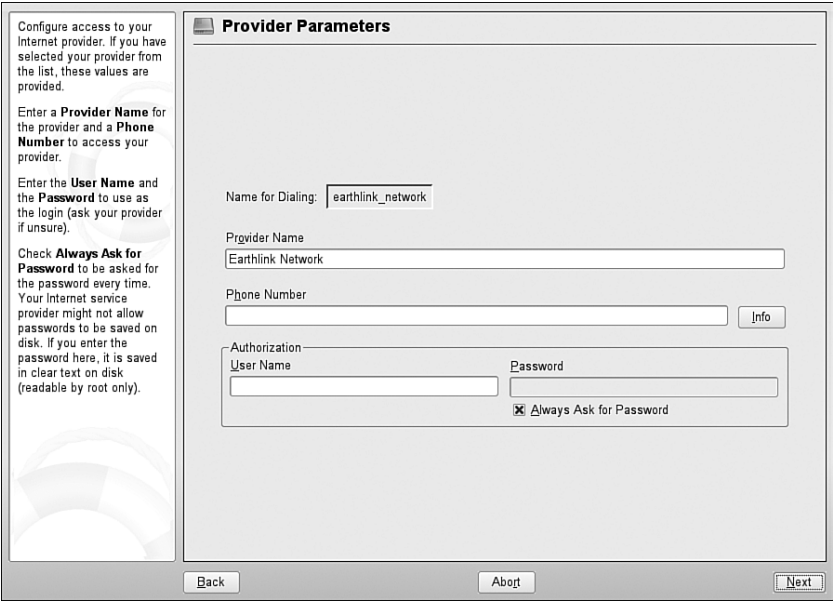 Configure access to your
Internet provider. If you have
selected your provider from
the list, these values are
provided.
Enter a Provider Name for
the provider and a Phone
Number to access your
provider.
Enter the User Name and
the Password to use as
the login (ask your provider
if unsure).
Check Always Ask for
Password to be asked for
the password every time.
Your Internet service
provider might not allow
passwords to be saved on
disk. If you enter the
password here, it is saved
in clear text on disk
(readable by root only).
Provider Parameters
Name for Dialing: earthlink_network
Provider Name
Earthlink Network
Phone Number
Info
Authorization
User Name Password
Always Ask for Password
Back Abort Next